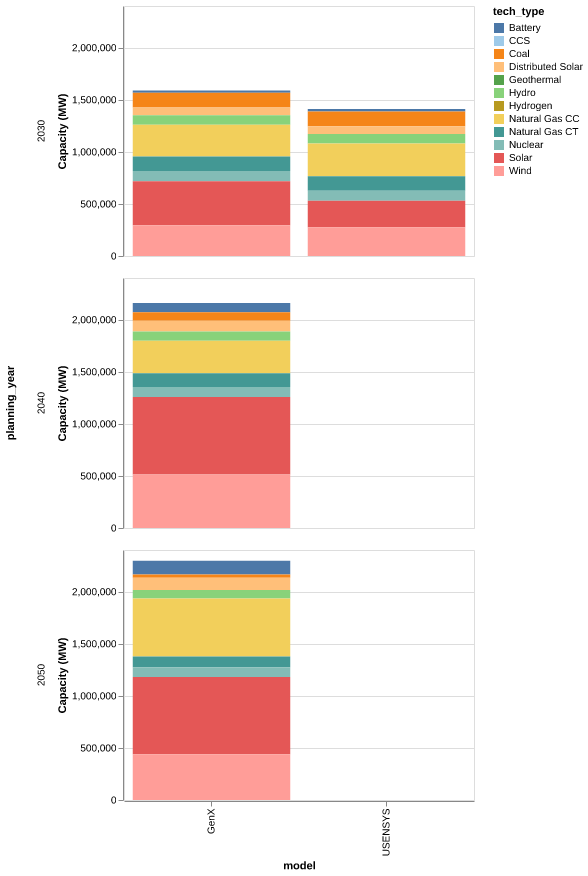 tech_type
Battery
CCS
Coal
Distributed Solar
Geothermal
Hydro
Hydrogen
Natural Gas CC
Natural Gas CT
Nuclear
Solar
Wind
planning_year
2030
Capacity (MW)
2,000,000
1,500,000
1,000,000
500,000
0
2040
Capacity (MW)
2,000,000
1,500,000
1,000,000
500,000
0
2050
Capacity (MW)
2,000,000
1,500,000
1,000,000
500,000
0
GenX
USENSYS
model